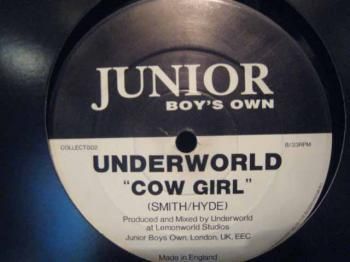 JUNIOR
BOY'S OWN
COLLECT002
B/33RPM
UNDERWORLD
"COW GIRL"
(SMITH/HYDE)
Produced and Mixed by Underworld
at Lemonworld Studios
Junior Boys Own, London, UK, EEC
Made in England